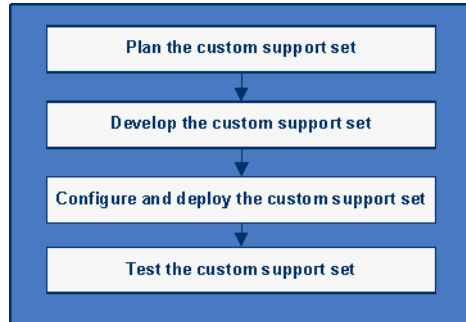 Plan the custom support set
Develop the custom support set
Configure and deploy the custom support set
Test the custom support set